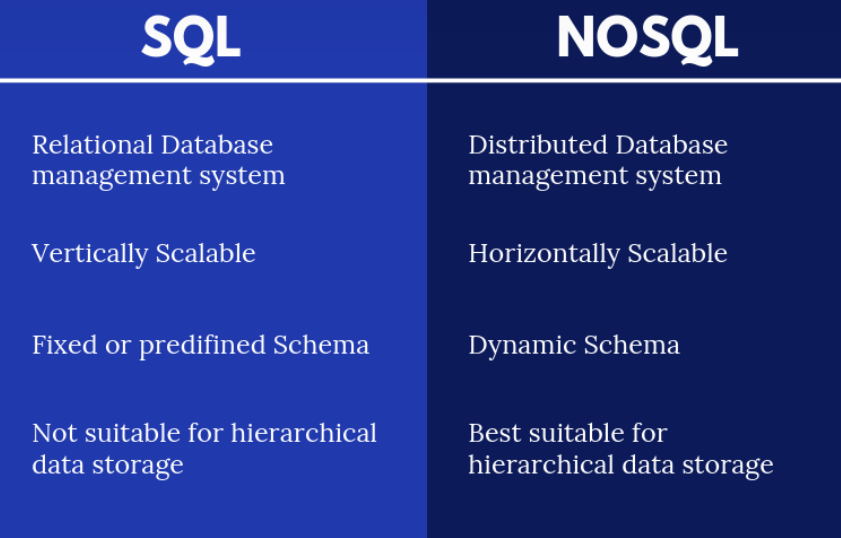 SQL
NOSQL
Relational Database
management system
Distributed Database
management system
Vertically Scalable
Horizontally Scalable
Fixed or predifined Schema
Dynamic Schema
Not suitable for hierarchical
data storage
Best suitable for
hierarchical data storage